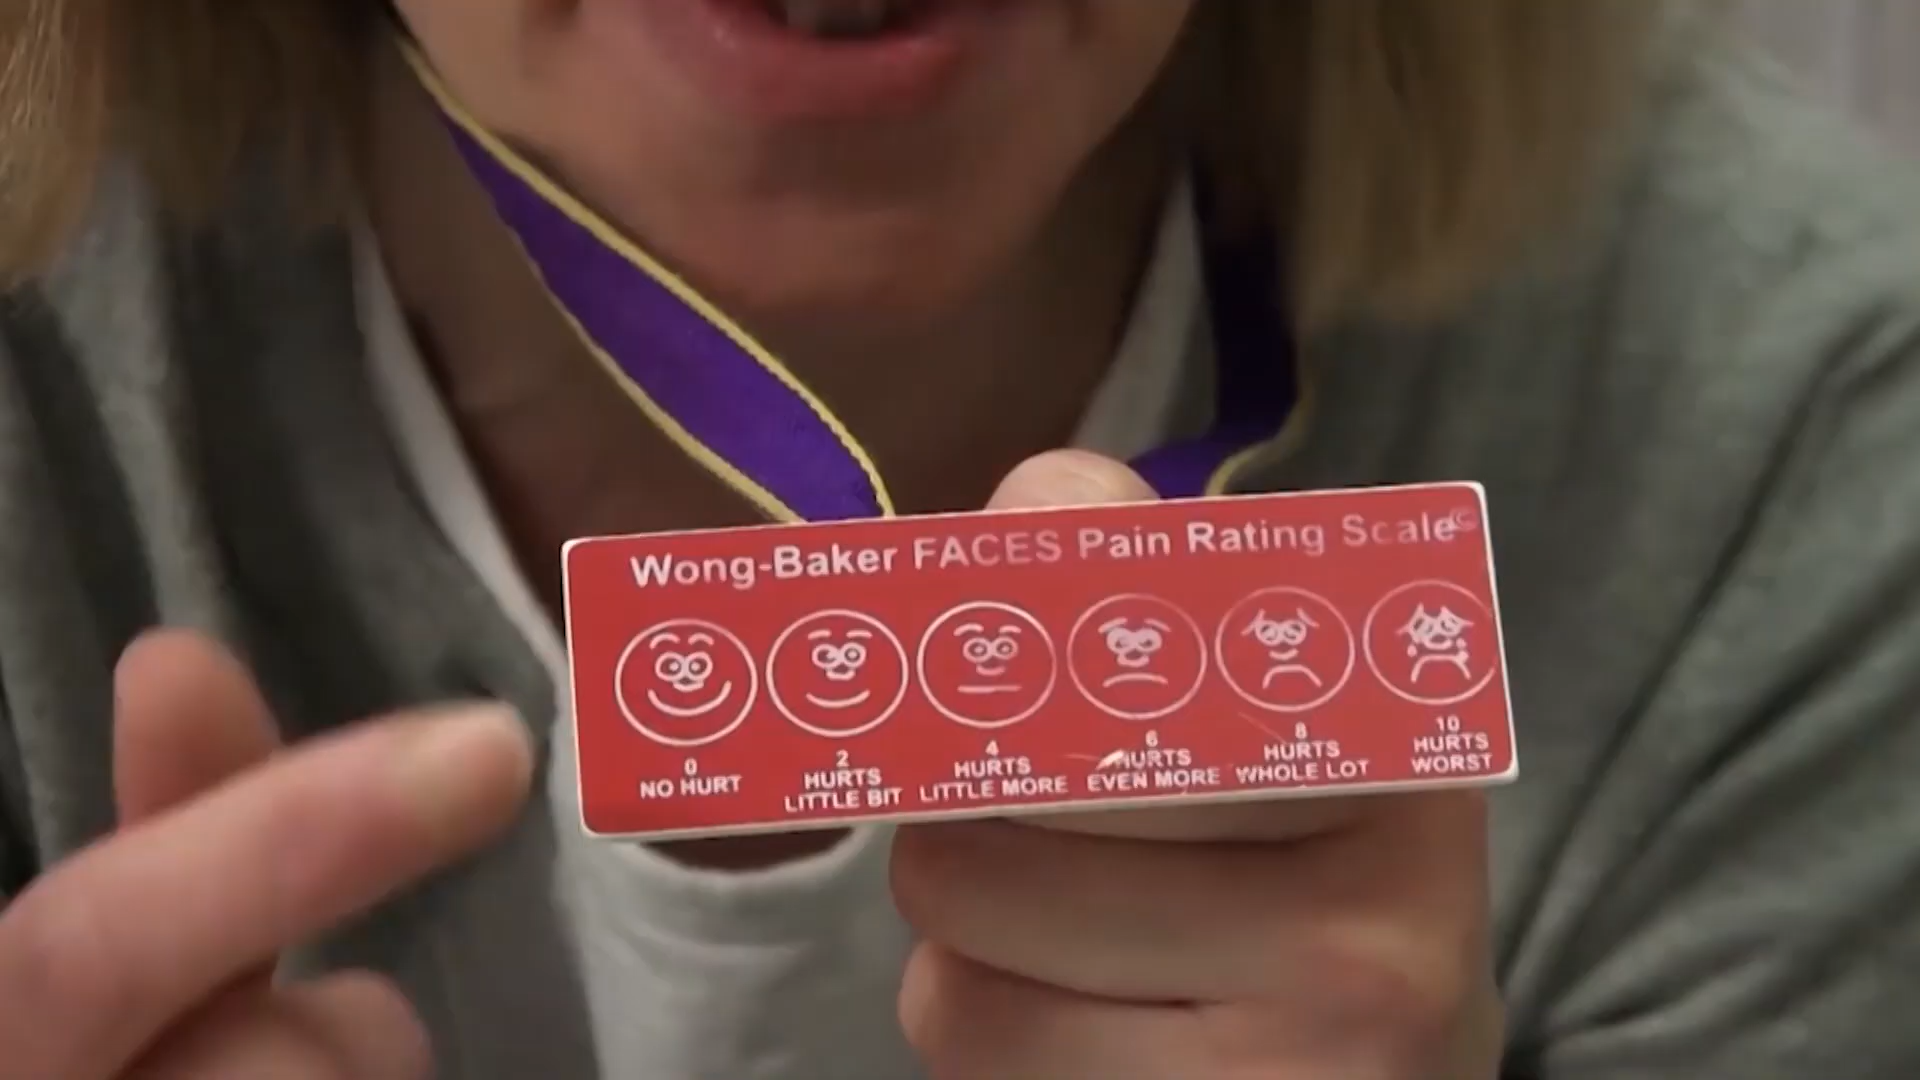 Wong-Baker FACES Pain Rating Scale©
0
NO HURT
2
HURTS
LITTLE BIT
4
HURTS
LITTLE MORE
6
HURTS
EVEN MORE
8
HURTS
WHOLE LOT
10
HURTS
WORST